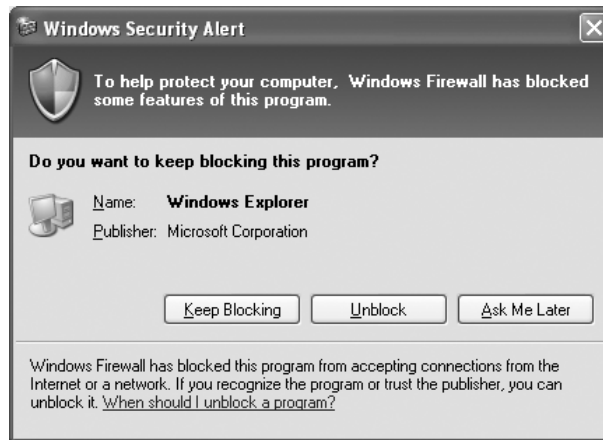 Windows Security Alert
To help protect your computer, Windows Firewall has blocked
some features of this program.
Do you want to keep blocking this program?
Name: Windows Explorer
Publisher: Microsoft Corporation
Keep Blocking Unblock Ask Me Later
Windows Firewall has blocked this program from accepting connections from the
Internet or a network. If you recognize the program or trust the publisher, you can
unblock it. When should I unblock a program?